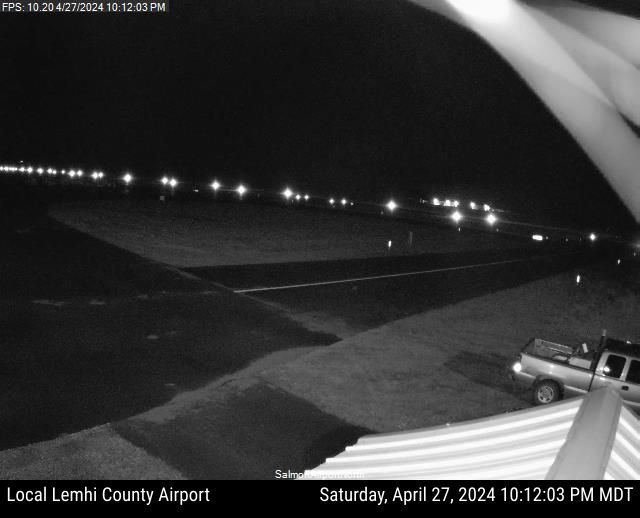 FPS: 10.20 4/27/2024 10:12:03 PM
Local Lemhi County Airport
Saturday, April 27, 2024 10:12:03 PM MDT